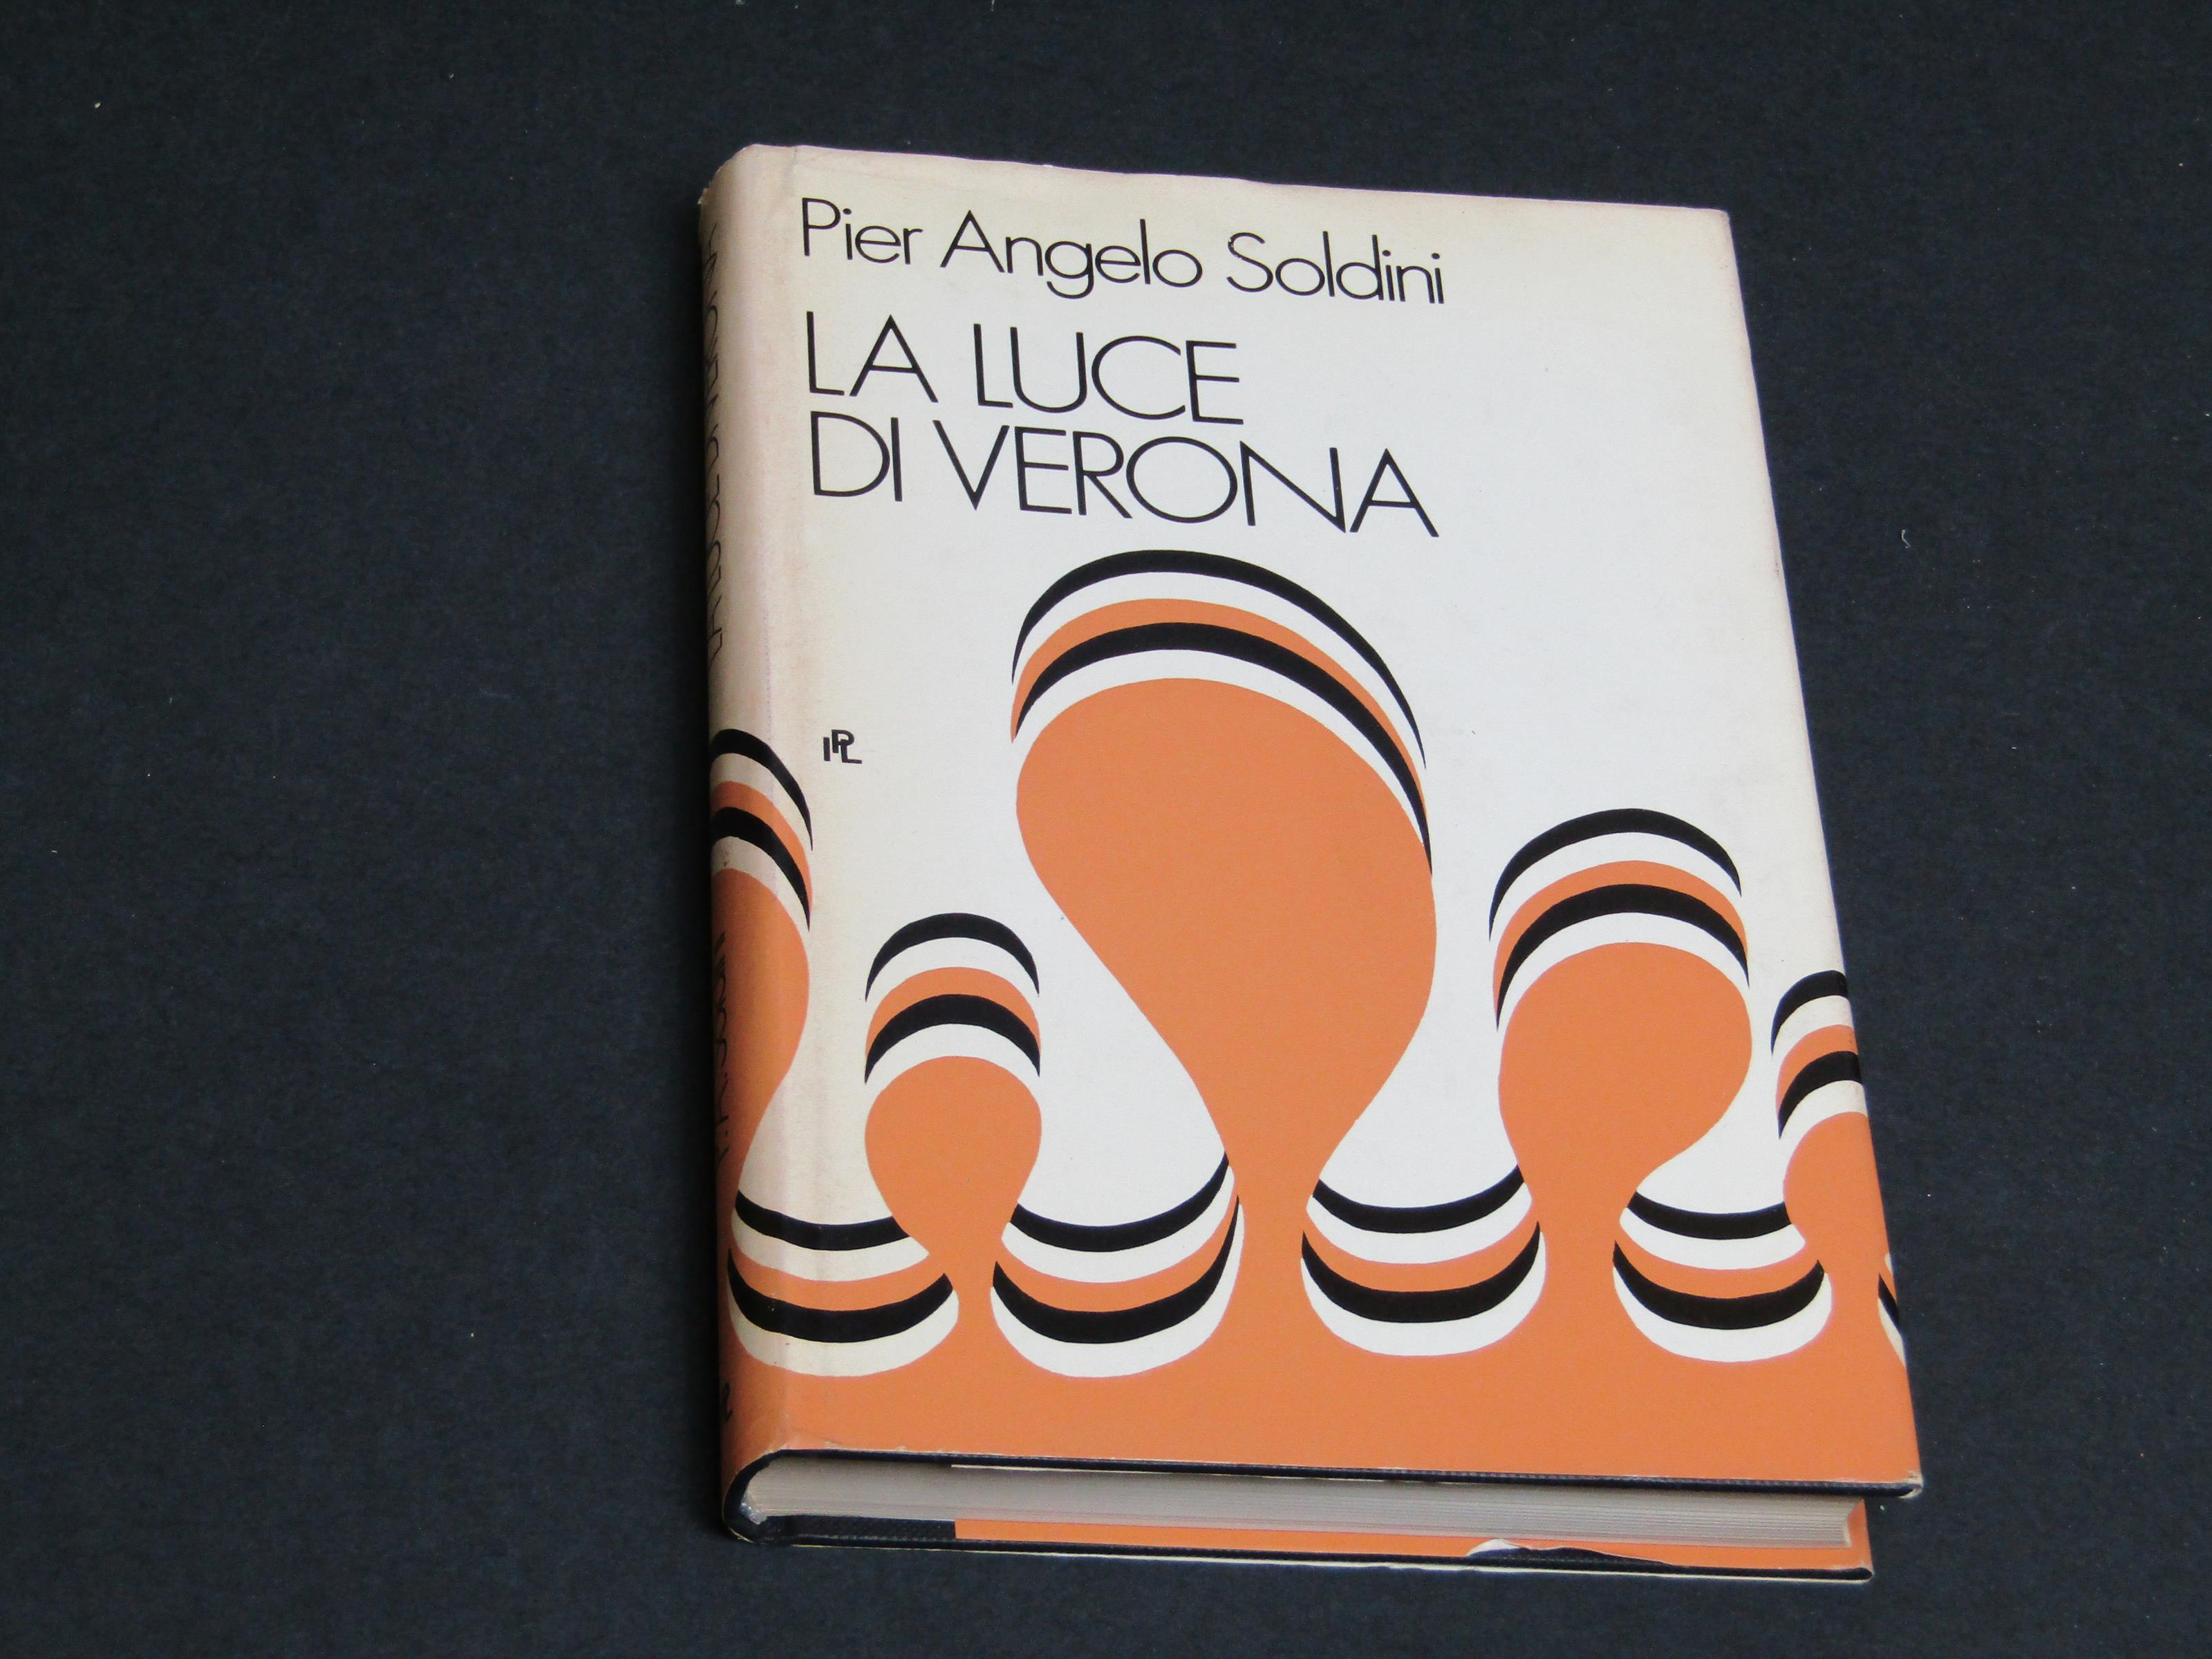 Pier Angelo Soldini
LA LUCE
DI VERONA
IPL